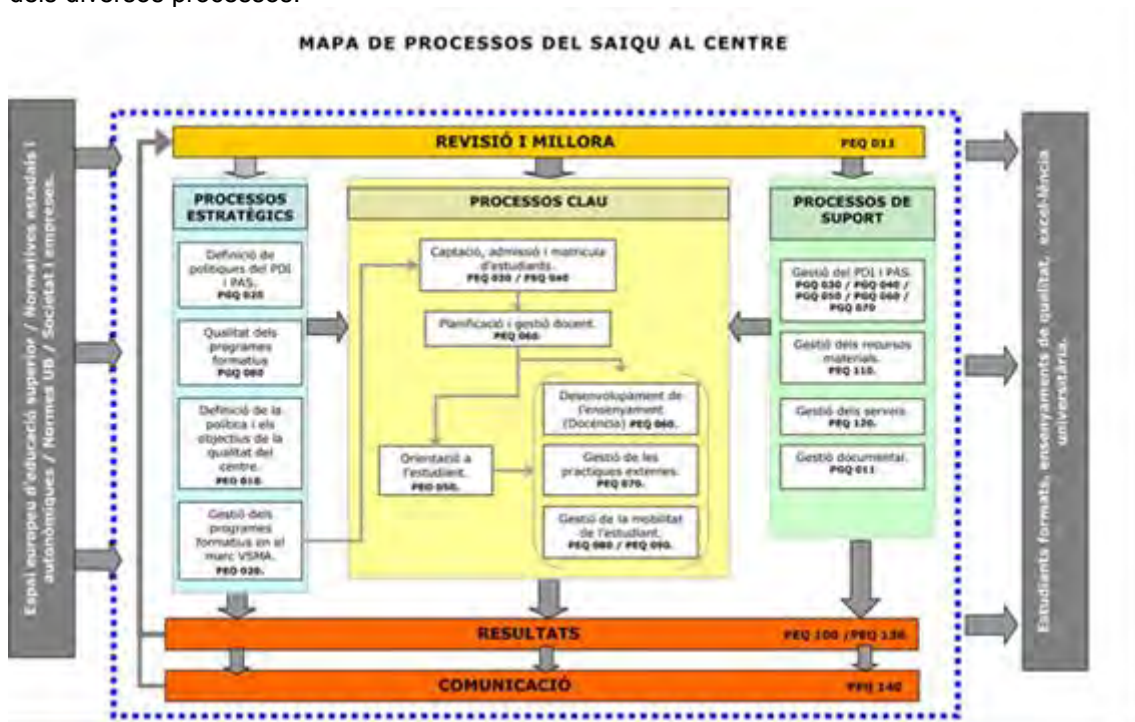 dels diversos processos.
MAPA DE PROCESSOS DEL SAIQU AL CENTRE
Espai europeu d'educació superior / Normatives estadals i
autonòmiques / Normes UB / Societat i empreses.
REVISIÓ I MILLORA
PEQ 011
PROCESSOS
ESTRATÈGICS
Definició de
polítiques del PDI
i PAS.
PGQ 020
Qualitat dels
programes
formatius
PGQ 080
Definició de la
política i els
objectius de la
qualitat del
centre.
PEQ 010.
Gestió dels
programes
formatius en el
marc VSMA.
PEQ 020.
PROCESSOS CLAU
Captació, admissió i matrícula
d'estudiants.
PEQ 030 / PEQ 040
Planificació i gestió docent.
PEQ 060.
Orientació a
l'estudiant.
PEQ 050.
Desenvolupament de
l'ensenyament
(Docència) PEQ 060.
Gestió de les
pràctiques externes.
PEQ 070.
Gestió de la mobilitat
de l'estudiant.
PEQ 080 / PEQ 090.
PROCESSOS DE
SUPORT
Gestió del PDI i PAS.
PGQ 030 / PGQ 040 /
PGQ 050 / PGQ 060 /
PGQ 070
Gestió dels recursos
materials.
PEQ 110.
Gestió dels serveis.
PEQ 120.
Gestió documental.
PGQ 011
RESULTATS
PEQ 100 /PEQ 130.
COMUNICACIÓ
PEQ 140
Estudiants formats, ensenyaments de qualitat, excel·lència
universitària.